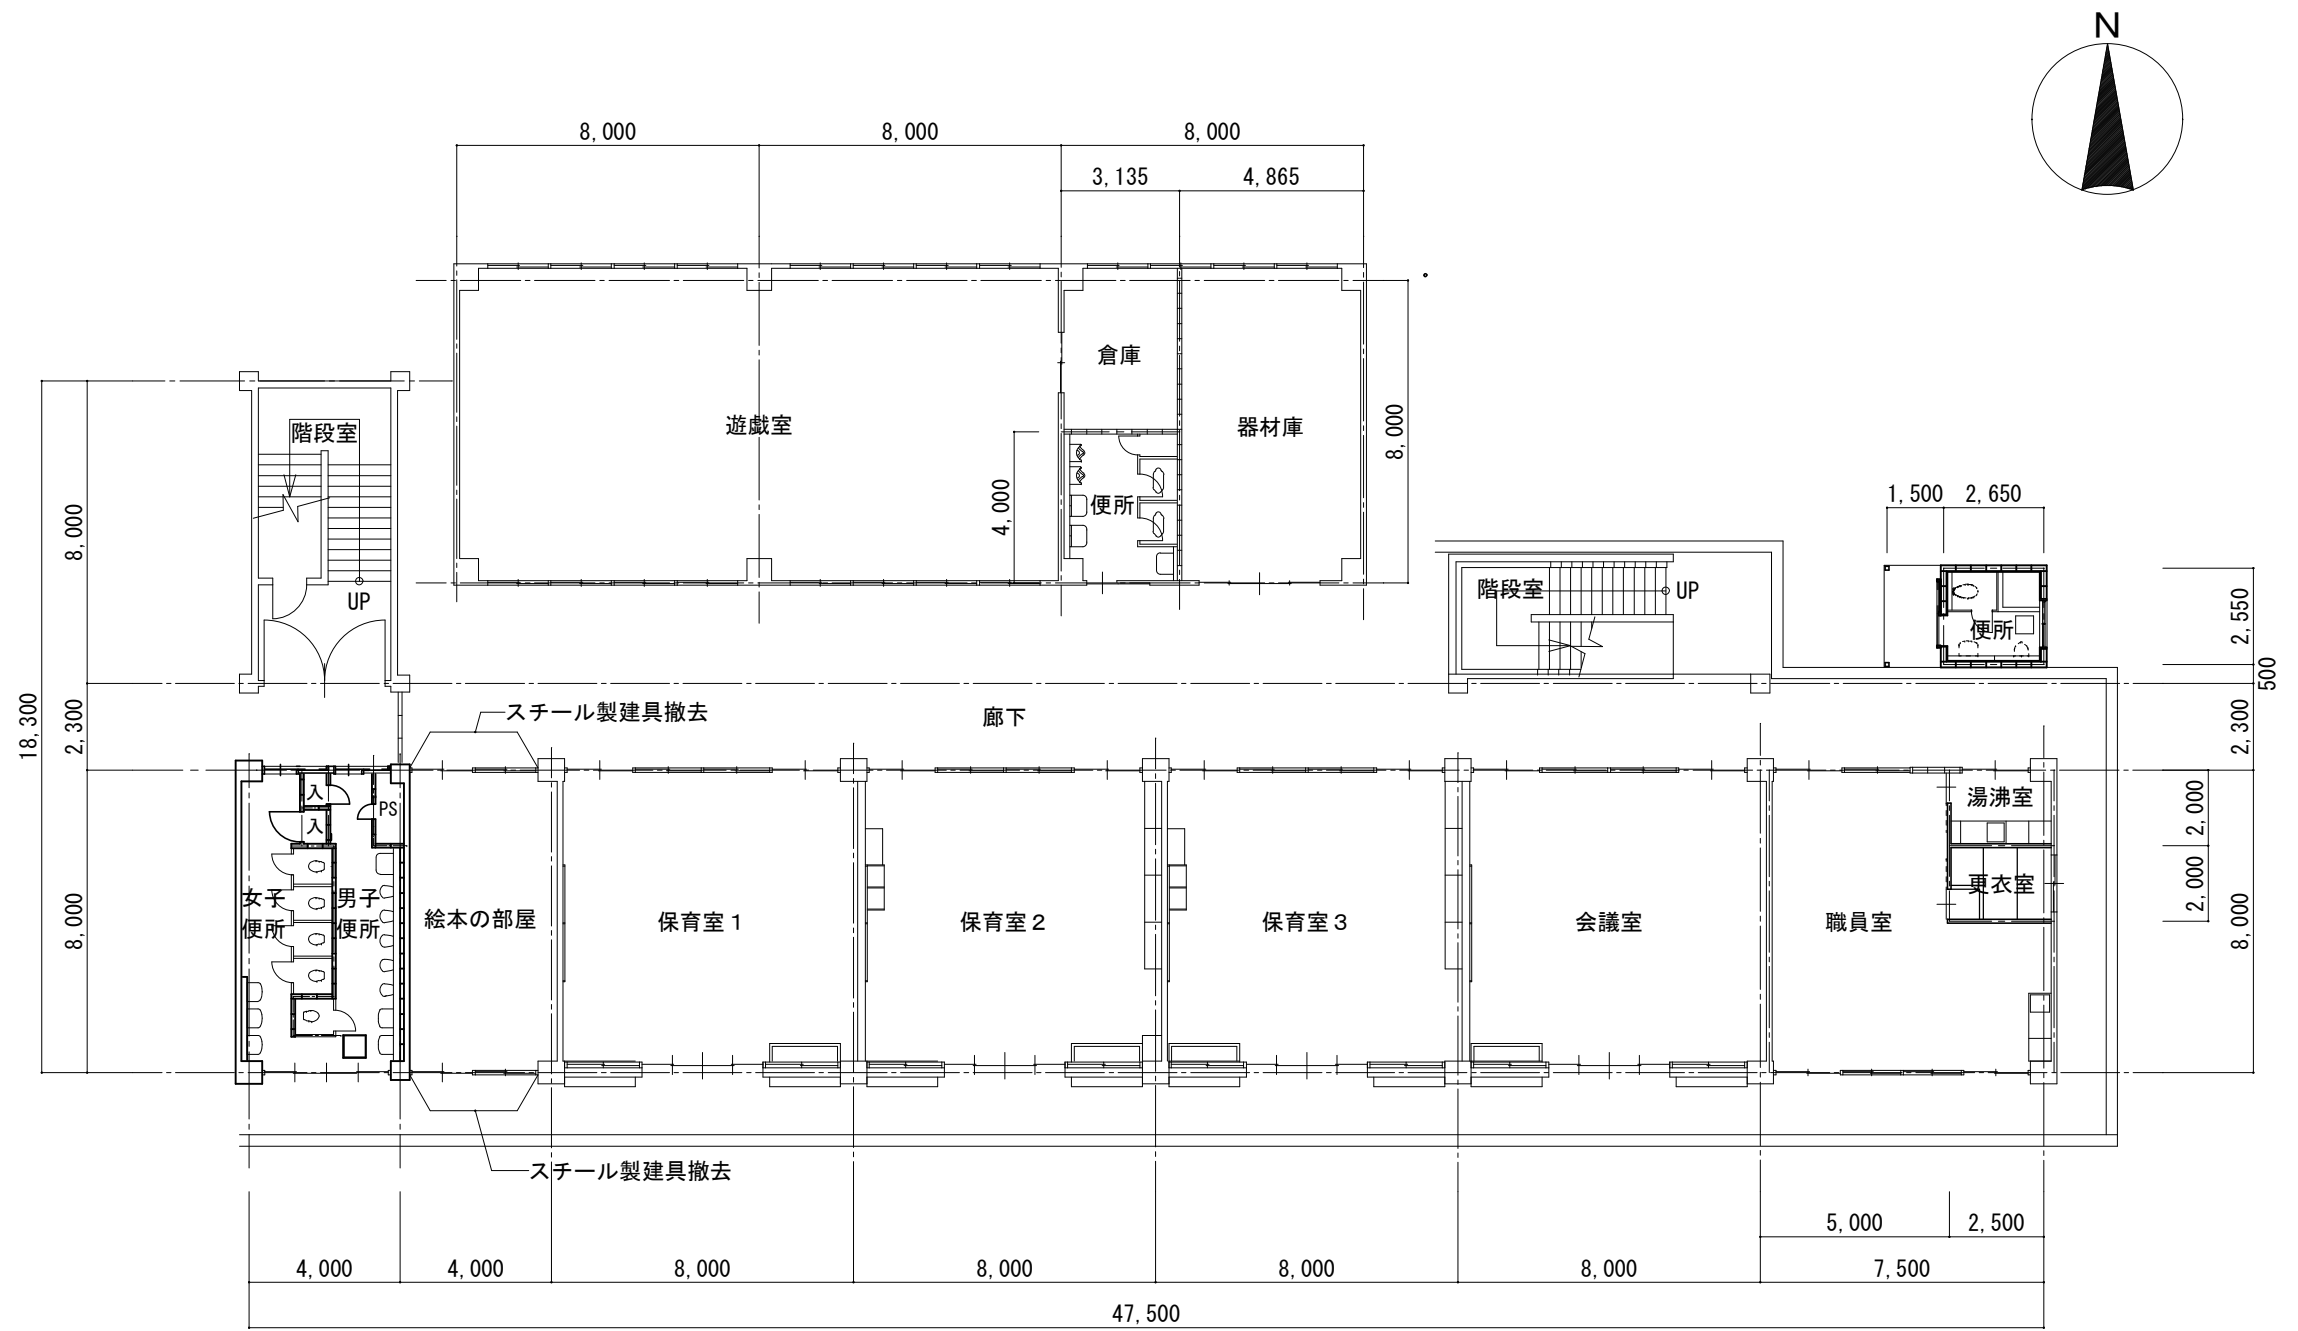 N
8,000
8,000
8,000
3,135
4,865
倉庫
遊戯室
器材庫
8,000
階段室
4,000
便所
1,500
2,650
8,000
階段室
UP
UP
2,550
便所
500
18,300
2,300
スチール製建具撤去
廊下
2,300
入
PS
湯沸室
2,000
入
女子
便所
男子
便所
更衣室
2,000
8,000
絵本の部屋
保育室1
保育室2
保育室3
会議室
職員室
8,000
スチール製建具撤去
5,000
2,500
4,000
4,000
8,000
8,000
8,000
8,000
7,500
47,500